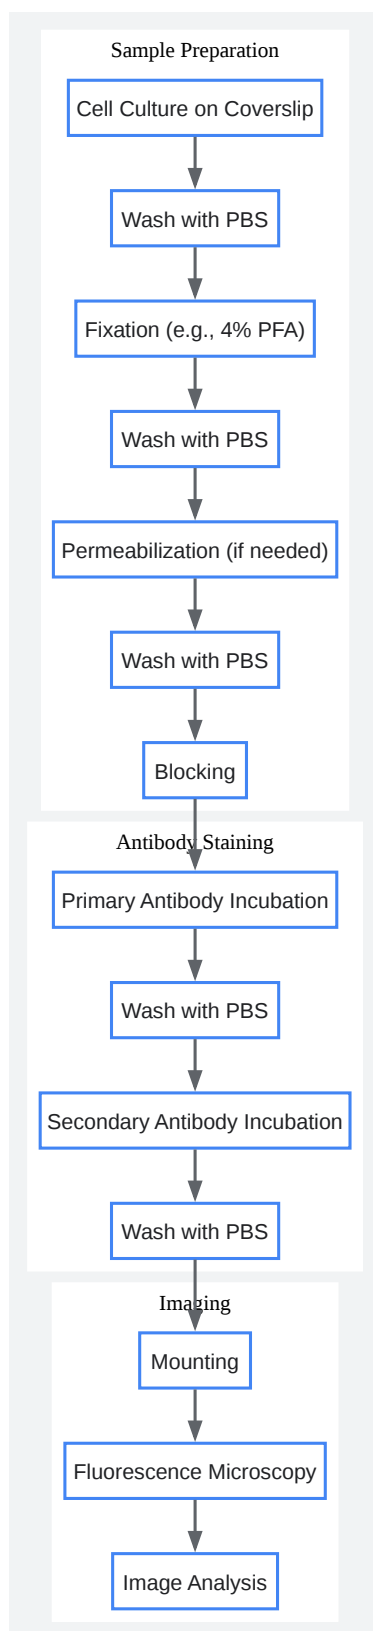 Sample Preparation
Cell Culture on Coverslip
Wash with PBS
Fixation (e.g., 4% PFA)
Wash with PBS
Permeabilization (if needed)
Wash with PBS
Blocking
Antibody Staining
Primary Antibody Incubation
Wash with PBS
Secondary Antibody Incubation
Wash with PBS
Imaging
Mounting
Fluorescence Microscopy
Image Analysis